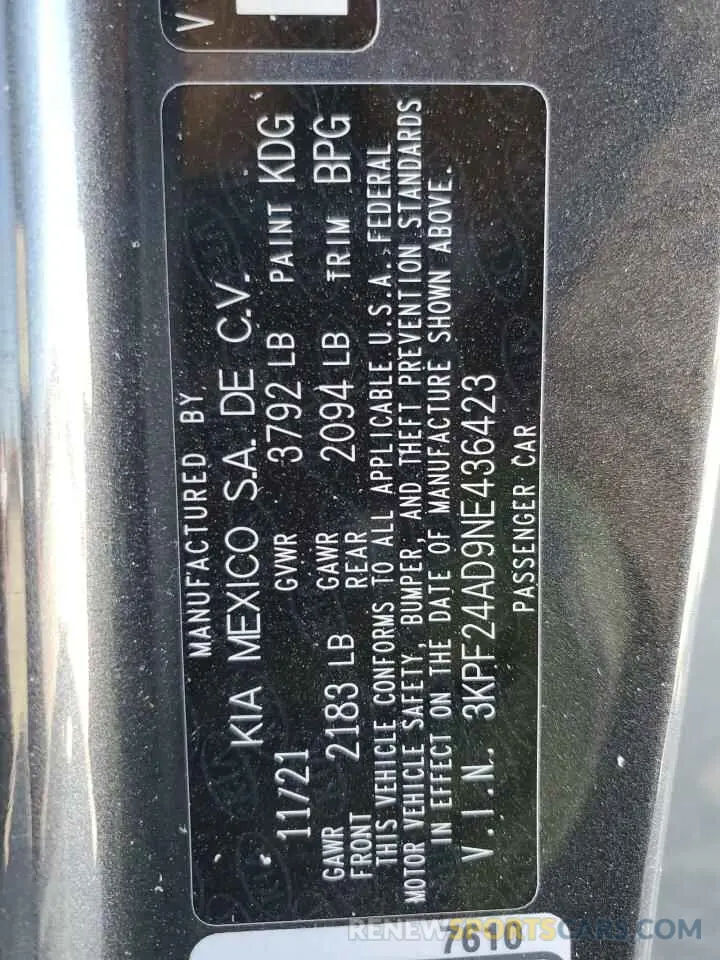 V
MANUFACTURED BY
KIA MEXICO S.A. DE C.V.
11/21 GVWR 3792 LB PAINT KDG
GAWR FRONT 2183 LB GAWR REAR 2094 LB TRIM BPG
THIS VEHICLE CONFORMS TO ALL APPLICABLE U.S.A. FEDERAL
MOTOR VEHICLE SAFETY, BUMPER, AND THEFT PREVENTION STANDARDS
IN EFFECT ON THE DATE OF MANUFACTURE SHOWN ABOVE.
V.I.N. 3KPF24AD9NE436423
PASSENGER CAR
7610
RENEWSPORTSCARS.COM